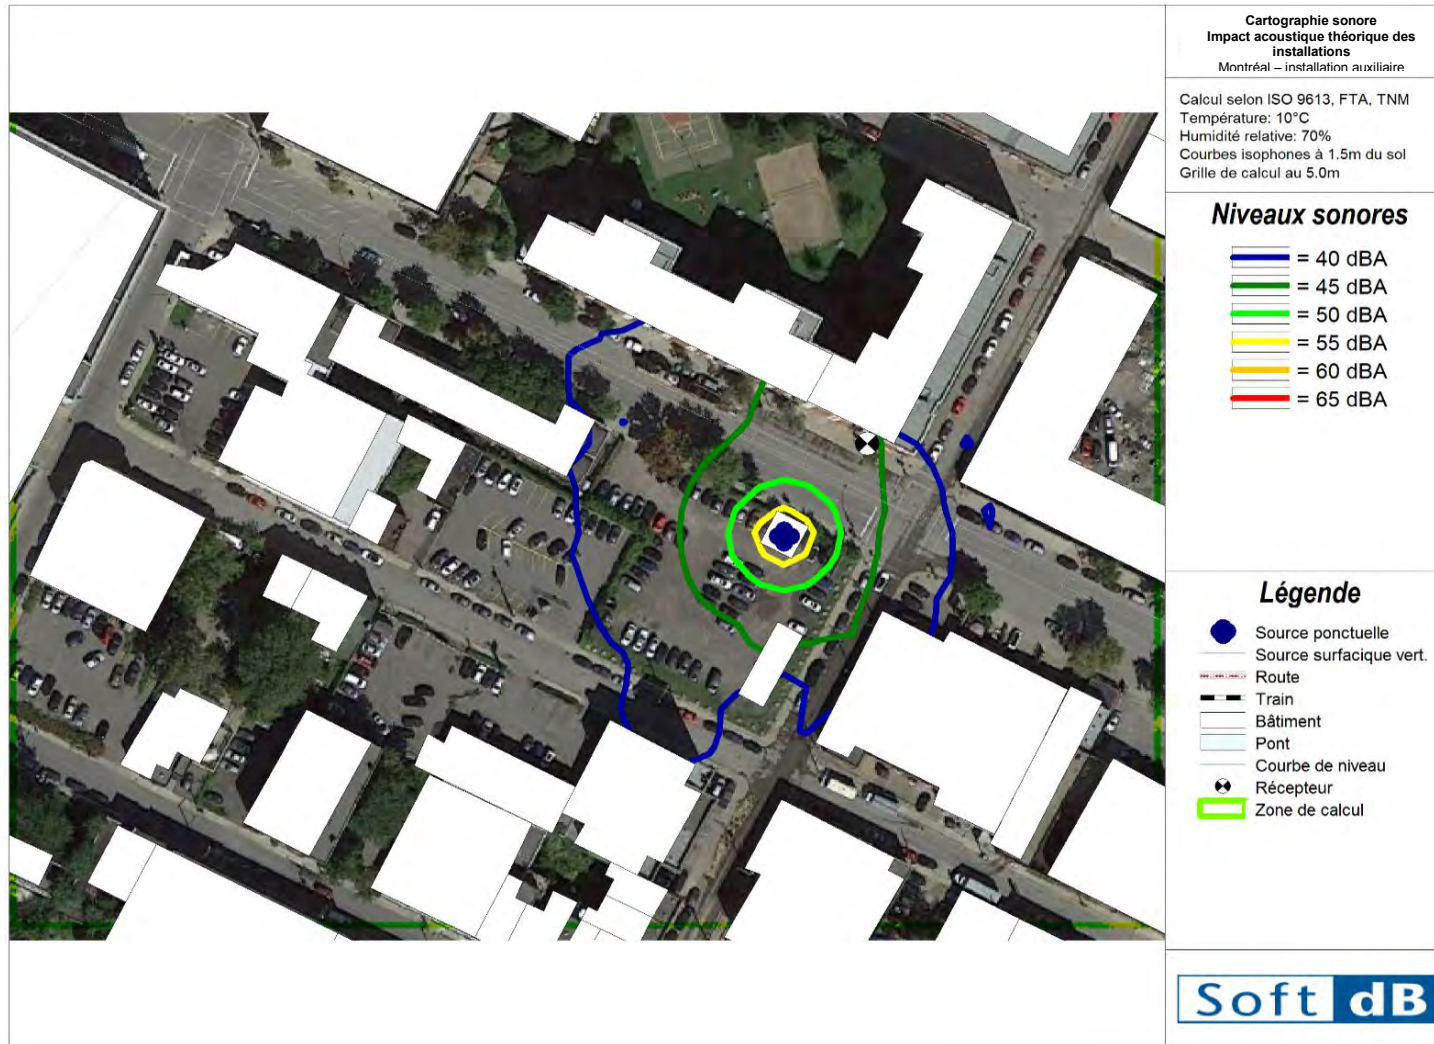 Cartographie sonore
Impact acoustique théorique des
installations
Montréal – installation auxiliaire
Calcul selon ISO 9613, FTA, TNM
Température: 10°C
Humidité relative: 70%
Courbes isophones à 1.5m du sol
Grille de calcul au 5.0m
Niveaux sonores
= 40 dBA
= 45 dBA
= 50 dBA
= 55 dBA
= 60 dBA
= 65 dBA
Légende
Source ponctuelle
Source surfacique vert.
Route
Train
Bâtiment
Pont
Courbe de niveau
Récepteur
Zone de calcul
Soft dB